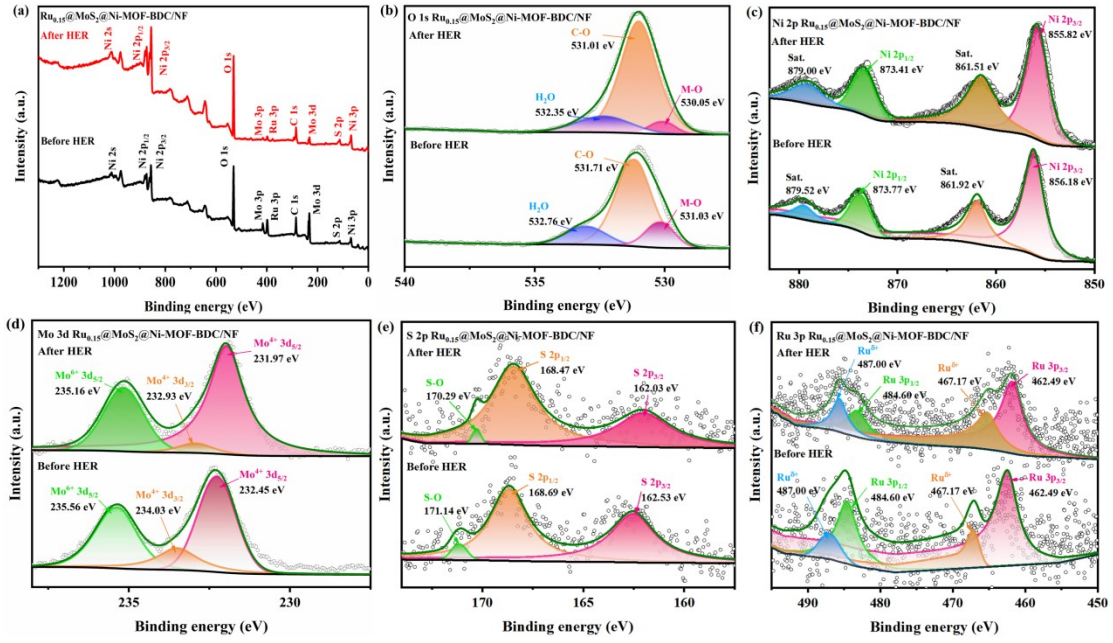 (a)
Ru0.15@MoS2@Ni-MOF-BDC/NF
After HER
Ni 2s
Ni 2p1/2
Ni 2p3/2
O 1s
Mo 3p
Ru 3p
C 1s
Mo 3d
S 2p
Ni 3p
Before HER
Ni 2s
Ni 2p1/2
Ni 2p3/2
O 1s
Mo 3p
Ru 3p
C 1s
Mo 3d
S 2p
Ni 3p
Intensity (a.u.)
1300 1200 1000 800 600 400 200 0
Binding energy (eV)
(b)
O 1s Ru0.15@MoS2@Ni-MOF-BDC/NF
After HER
C-O
531.01 eV
H2O
532.35 eV
M-O
530.05 eV
Before HER
C-O
531.71 eV
H2O
532.76 eV
M-O
531.03 eV
Intensity (a.u.)
540 535 530
Binding energy (eV)
(c)
Ni 2p Ru0.15@MoS2@Ni-MOF-BDC/NF
After HER
Ni 2p3/2
855.82 eV
Sat.
861.51 eV
Ni 2p1/2
873.41 eV
Sat.
879.00 eV
Before HER
Ni 2p3/2
856.18 eV
Sat.
861.92 eV
Ni 2p1/2
873.77 eV
Sat.
879.52 eV
Intensity (a.u.)
880 870 860 850
Binding energy (eV)
(d)
Mo 3d Ru0.15@MoS2@Ni-MOF-BDC/NF
After HER
Mo4+ 3d5/2
231.97 eV
Mo6+ 3d5/2
235.16 eV
Mo4+ 3d3/2
232.93 eV
Before HER
Mo4+ 3d5/2
232.45 eV
Mo6+ 3d5/2
235.56 eV
Mo4+ 3d3/2
234.03 eV
Intensity (a.u.)
235 230
Binding energy (eV)
(e)
S 2p Ru0.15@MoS2@Ni-MOF-BDC/NF
After HER
S 2p1/2
168.47 eV
S-O
170.29 eV
S 2p3/2
162.03 eV
Before HER
S 2p1/2
168.69 eV
S-O
171.14 eV
S 2p3/2
162.53 eV
Intensity (a.u.)
170 165 160
Binding energy (eV)
(f)
Ru 3p Ru0.15@MoS2@Ni-MOF-BDC/NF
After HER
Ruδ+
487.00 eV
Ru 3p1/2
484.60 eV
Ruδ+
467.17 eV
Ru 3p3/2
462.49 eV
Before HER
Ruδ+
487.00 eV
Ru 3p1/2
484.60 eV
Ruδ+
467.17 eV
Ru 3p3/2
462.49 eV
Intensity (a.u.)
490 480 470 460 450
Binding energy (eV)